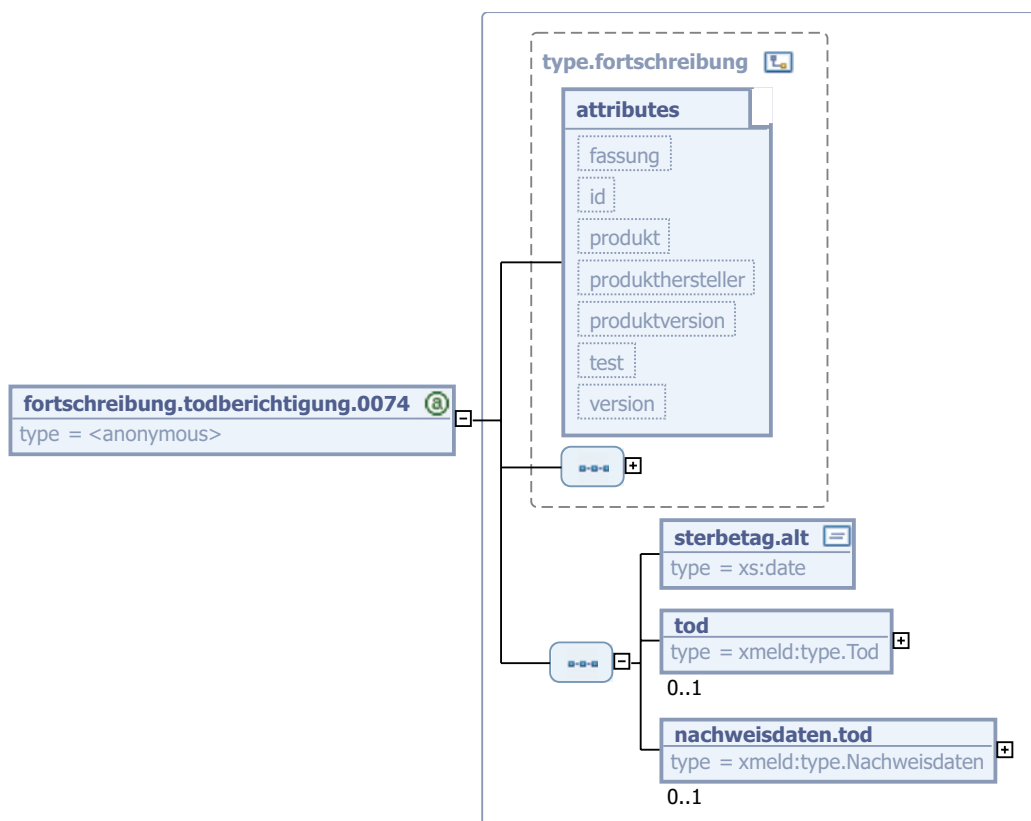 type.fortschreibung
attributes
fassung
id
produkt
produkthersteller
produktversion
test
version
fortschreibung.todberichtigung.0074 @
type = <anonymous>
sterbetag.alt
type = xs:date
tod
type = xmeld:type.Tod
0..1
nachweisdaten.tod
type = xmeld:type.Nachweisdaten
0..1